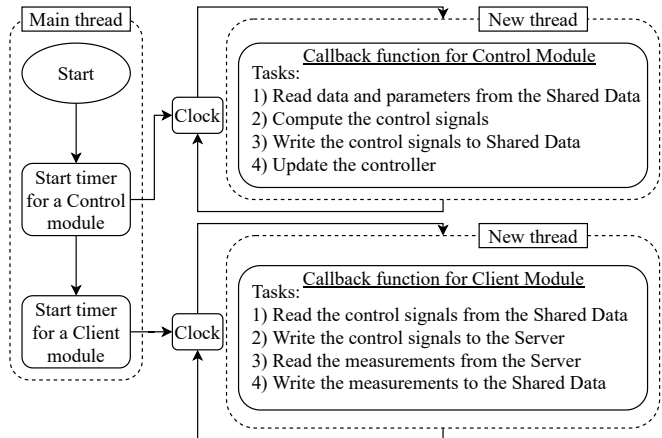 Main thread
Start
Start timer
for a Control
module
Start timer
for a Client
module
Clock
New thread
Callback function for Control Module
Tasks:
1) Read data and parameters from the Shared Data
2) Compute the control signals
3) Write the control signals to Shared Data
4) Update the controller
Clock
New thread
Callback function for Client Module
Tasks:
1) Read the control signals from the Shared Data
2) Write the control signals to the Server
3) Read the measurements from the Server
4) Write the measurements to the Shared Data